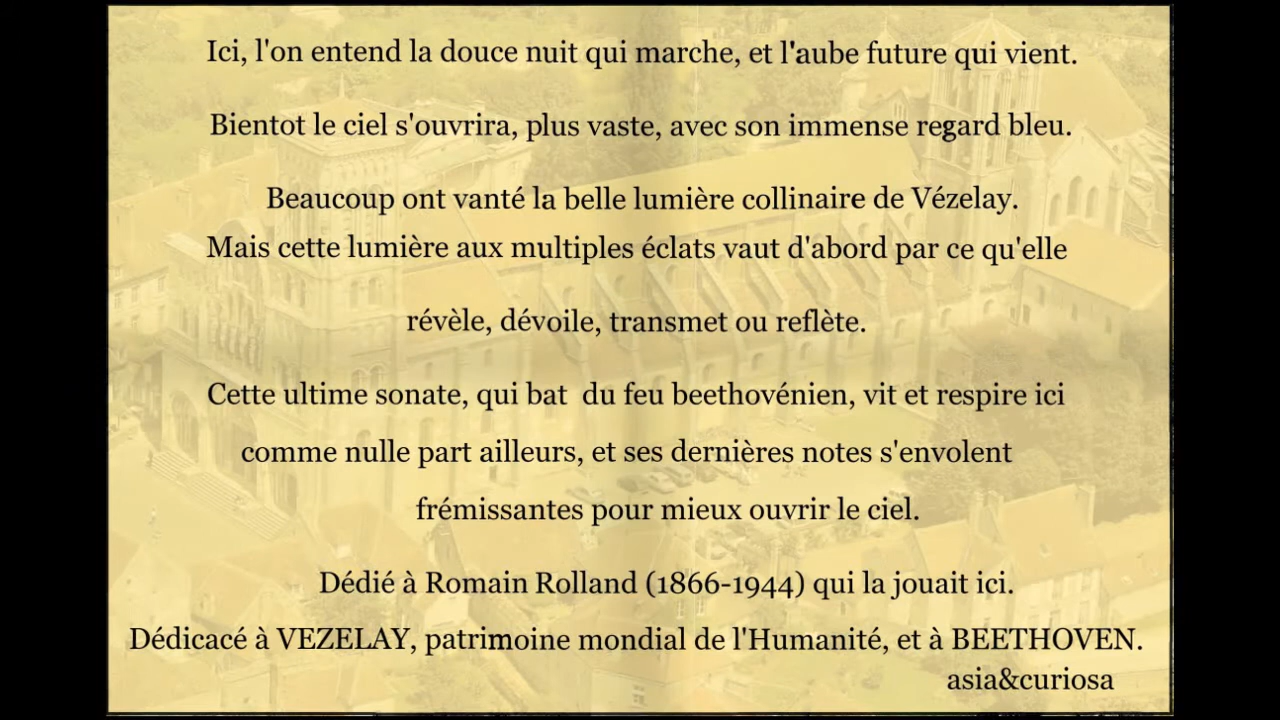 Ici, l'on entend la douce nuit qui marche, et l'aube future qui vient.
Bientot le ciel s'ouvrira, plus vaste, avec son immense regard bleu.
Beaucoup ont vanté la belle lumière collinaire de Vézelay.
Mais cette lumière aux multiples éclats vaut d'abord par ce qu'elle
révèle, dévoile, transmet ou reflète.
Cette ultime sonate, qui bat du feu beethovénien, vit et respire ici
comme nulle part ailleurs, et ses dernières notes s'envolent
frémissantes pour mieux ouvrir le ciel.
Dédié à Romain Rolland (1866-1944) qui la jouait ici.
Dédicacé à VEZELAY, patrimoine mondial de l'Humanité, et à BEETHOVEN.
asia&curiosa